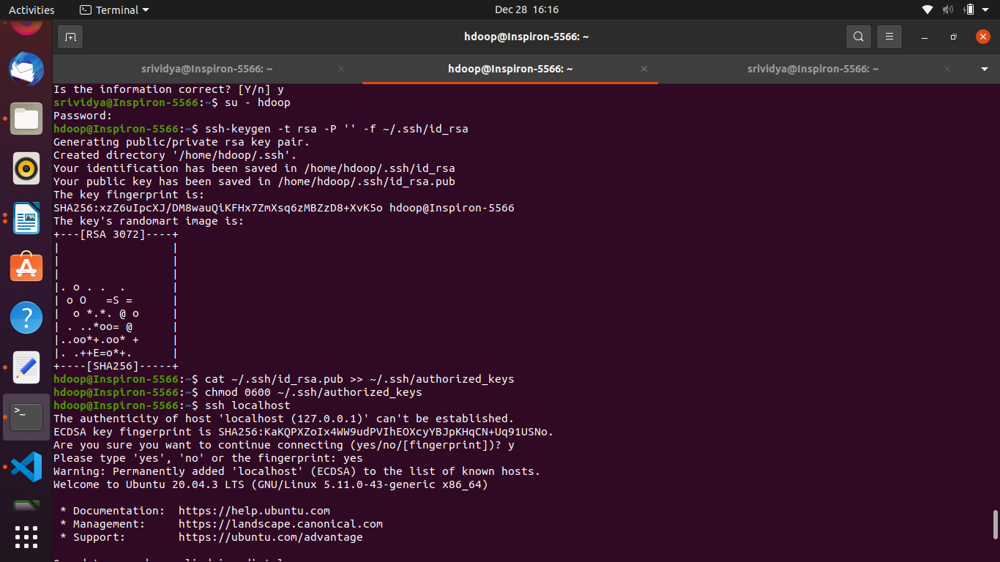 Activities Terminal Dec 28 16:16
hdoop@Inspiron-5566: ~
srividya@Inspiron-5566: ~ hdoop@Inspiron-5566: ~ srividya@Inspiron-5566: ~
Is the information correct? [Y/n] y
srividya@Inspiron-5566:~$ su - hdoop
Password:
hdoop@Inspiron-5566:~$ ssh-keygen -t rsa -P '' -f ~/.ssh/id_rsa
Generating public/private rsa key pair.
Created directory '/home/hdoop/.ssh'.
Your identification has been saved in /home/hdoop/.ssh/id_rsa
Your public key has been saved in /home/hdoop/.ssh/id_rsa.pub
The key fingerprint is:
SHA256:xzZ6uIpcXJ/DM8wauQiKFHx7ZmXsq6zMBZzD8+XvK5o hdoop@Inspiron-5566
The key's randomart image is:
+---[RSA 3072]----+
|                 |
|                 |
|                 |
|. o . .  .       |
| o O   =S =      |
|  o *.*. @ o     |
| . ..*oo= @      |
|..oo*+.oo* +     |
|. .++E=o*+.      |
+----[SHA256]-----+
hdoop@Inspiron-5566:~$ cat ~/.ssh/id_rsa.pub >> ~/.ssh/authorized_keys
hdoop@Inspiron-5566:~$ chmod 0600 ~/.ssh/authorized_keys
hdoop@Inspiron-5566:~$ ssh localhost
The authenticity of host 'localhost (127.0.0.1)' can't be established.
ECDSA key fingerprint is SHA256:KaKQPXZoIx4WW9udPVIhEOXcyYBJpKHqCN+Uq91USNo.
Are you sure you want to continue connecting (yes/no/[fingerprint])? y
Please type 'yes', 'no' or the fingerprint: yes
Warning: Permanently added 'localhost' (ECDSA) to the list of known hosts.
Welcome to Ubuntu 20.04.3 LTS (GNU/Linux 5.11.0-43-generic x86_64)
* Documentation:  https://help.ubuntu.com
* Management:     https://landscape.canonical.com
* Support:        https://ubuntu.com/advantage